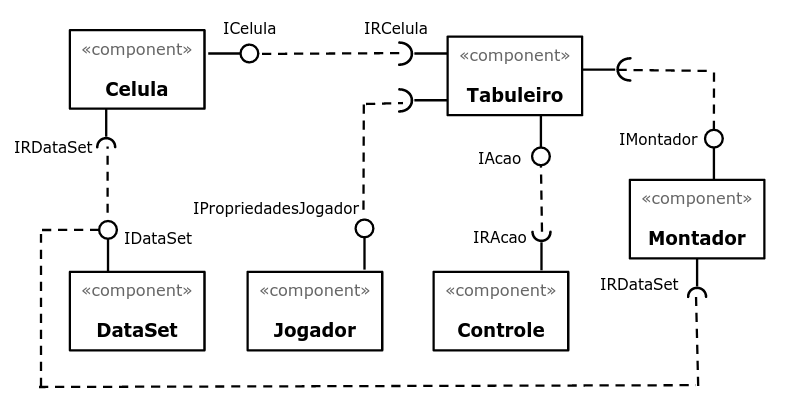 ICelula
IRCelula
«component»
Celula
«component»
Tabuleiro
IRDataSet
IAcao
IMontador
IPropriedadesJogador
IDataSet
IRAcao
«component»
Montador
«component»
DataSet
«component»
Jogador
«component»
Controle
IRDataSet